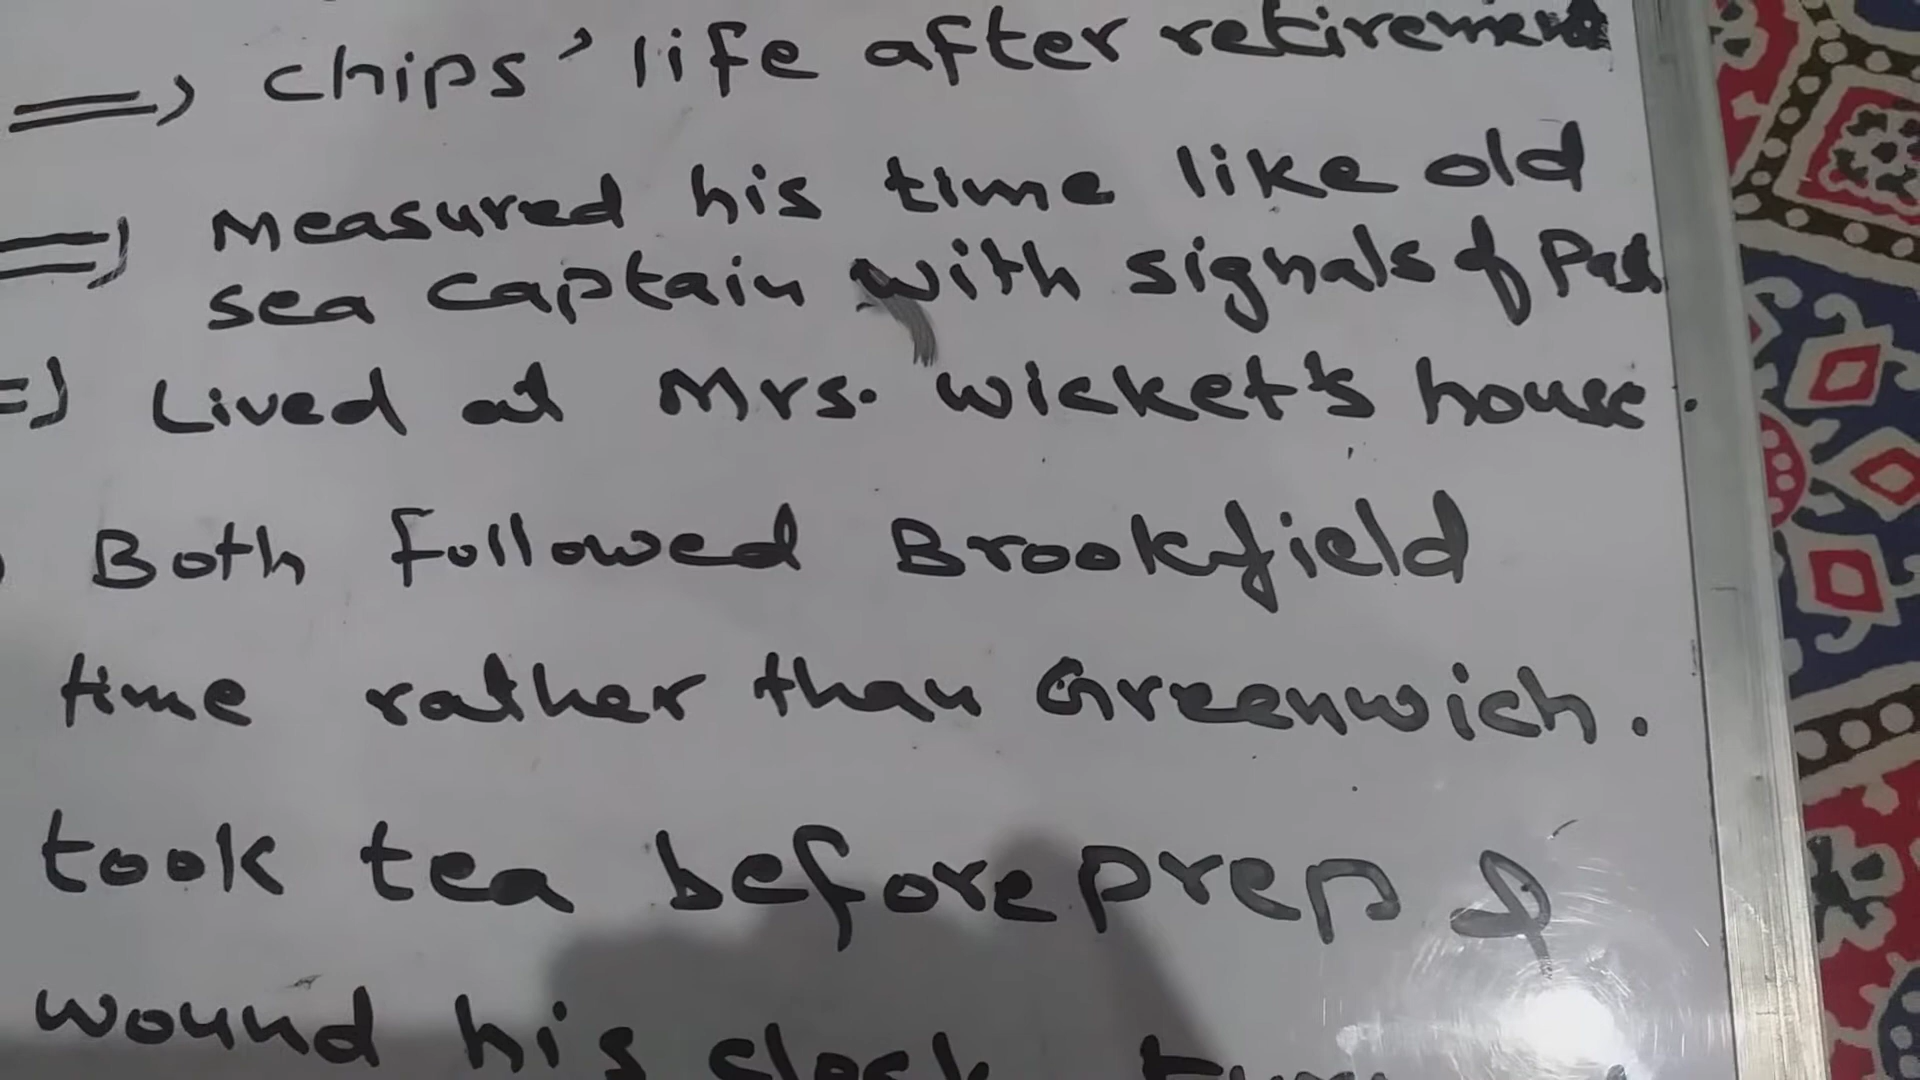 => Chips' life after retirement
=> Measured his time like old
sea captain with signals of Past
=> Lived at Mrs. Wicket's house.
Both followed Brookfield
time rather than Greenwich.
took tea before prep &
wound his clock